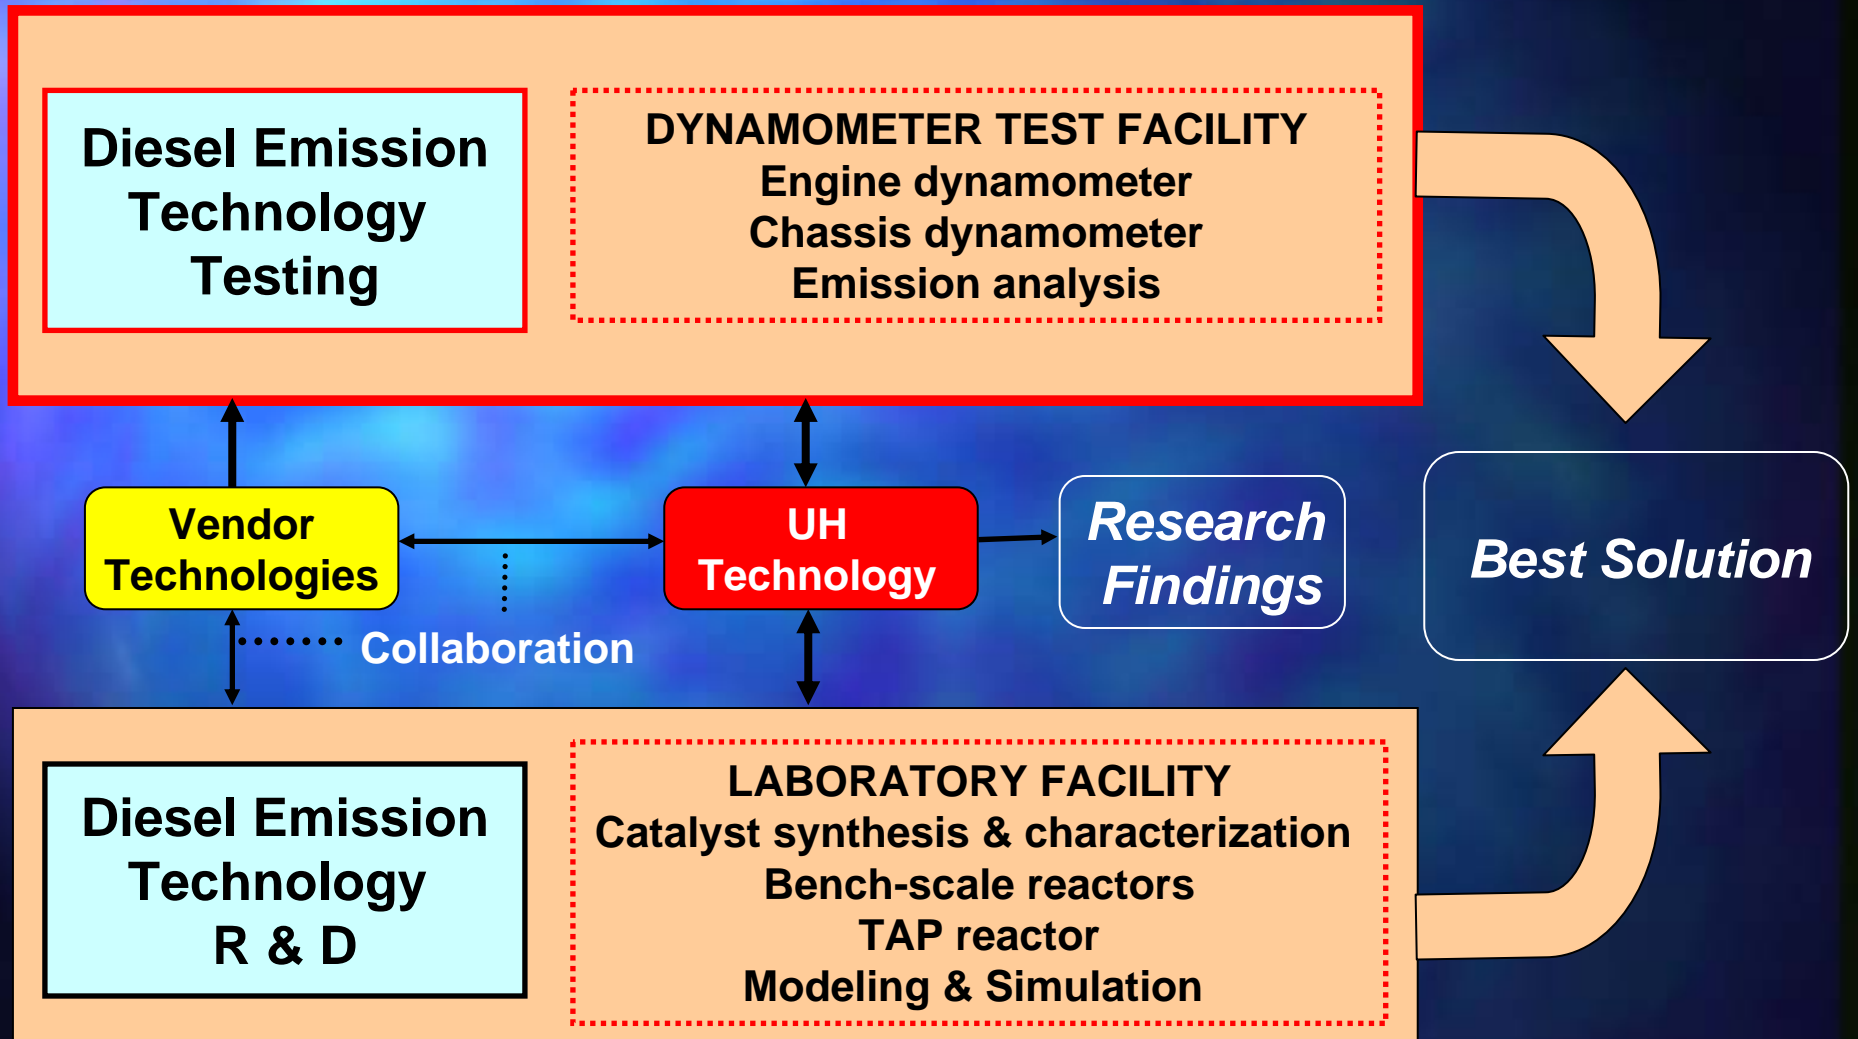 Diesel Emission
Technology
Testing
DYNAMOMETER TEST FACILITY
Engine dynamometer
Chassis dynamometer
Emission analysis
Vendor
Technologies
UH
Technology
Research
Findings
Best Solution
Collaboration
Diesel Emission
Technology
R & D
LABORATORY FACILITY
Catalyst synthesis & characterization
Bench-scale reactors
TAP reactor
Modeling & Simulation